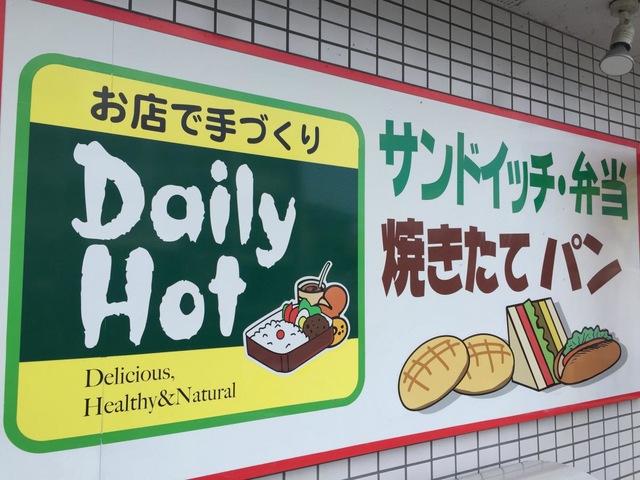 お店で手づくり
Daily
Hot
Delicious,
Healthy&Natural
サンドイッチ・弁当
焼きたてパン